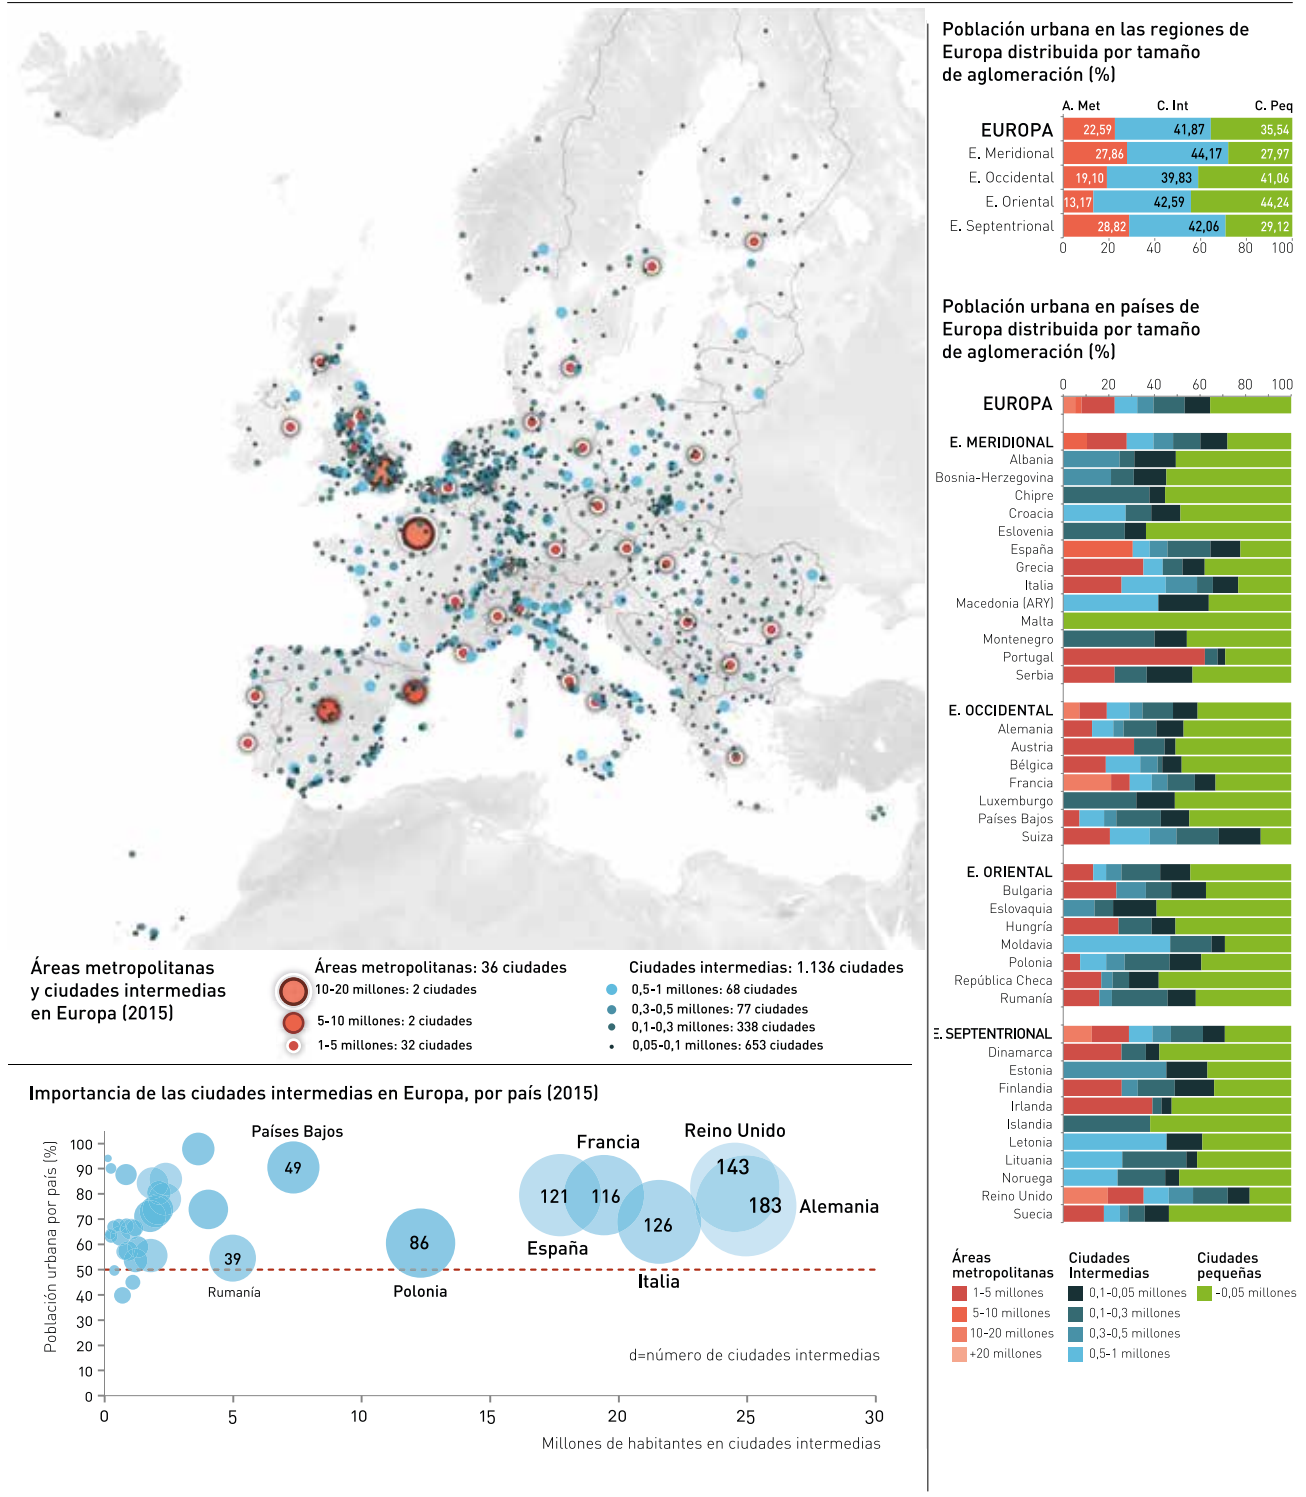 Población urbana en las regiones de
Europa distribuida por tamaño
de aglomeración (%)
A. Met C. Int C. Peq
EUROPA 22,59 41,87 35,54
E. Meridional 27,86 44,17 27,97
E. Occidental 19,10 39,83 41,06
E. Oriental 13,17 42,59 44,24
E. Septentrional 28,82 42,06 29,12
0 20 40 60 80 100
Población urbana en países de
Europa distribuida por tamaño
de aglomeración (%)
0 20 40 60 80 100
EUROPA
E. MERIDIONAL
Albania
Bosnia-Herzegovina
Chipre
Croacia
Eslovenia
España
Grecia
Italia
Macedonia (ARY)
Malta
Montenegro
Portugal
Serbia
E. OCCIDENTAL
Alemania
Austria
Bélgica
Francia
Luxemburgo
Países Bajos
Suiza
E. ORIENTAL
Bulgaria
Eslovaquia
Hungría
Moldavia
Polonia
República Checa
Rumanía
E. SEPTENTRIONAL
Dinamarca
Estonia
Finlandia
Irlanda
Islandia
Letonia
Lituania
Noruega
Reino Unido
Suecia
Áreas
metropolitanas
1-5 millones
5-10 millones
10-20 millones
+20 millones
Ciudades
Intermedias
0,1-0,05 millones
0,1-0,3 millones
0,3-0,5 millones
0,5-1 millones
Ciudades
pequeñas
-0,05 millones
Áreas metropolitanas
y ciudades intermedias
en Europa (2015)
Áreas metropolitanas: 36 ciudades
10-20 millones: 2 ciudades
5-10 millones: 2 ciudades
1-5 millones: 32 ciudades
Ciudades intermedias: 1.136 ciudades
0,5-1 millones: 68 ciudades
0,3-0,5 millones: 77 ciudades
0,1-0,3 millones: 338 ciudades
0,05-0,1 millones: 653 ciudades
Importancia de las ciudades intermedias en Europa, por país (2015)
Población urbana por país (%)
100
90
80
70
60
50
40
30
20
10
0
Países Bajos
49
39
Rumanía
86
Polonia
121
España
Francia
116
126
Italia
Reino Unido
143
183
Alemania
d=número de ciudades intermedias
0 5 10 15 20 25 30
Millones de habitantes en ciudades intermedias